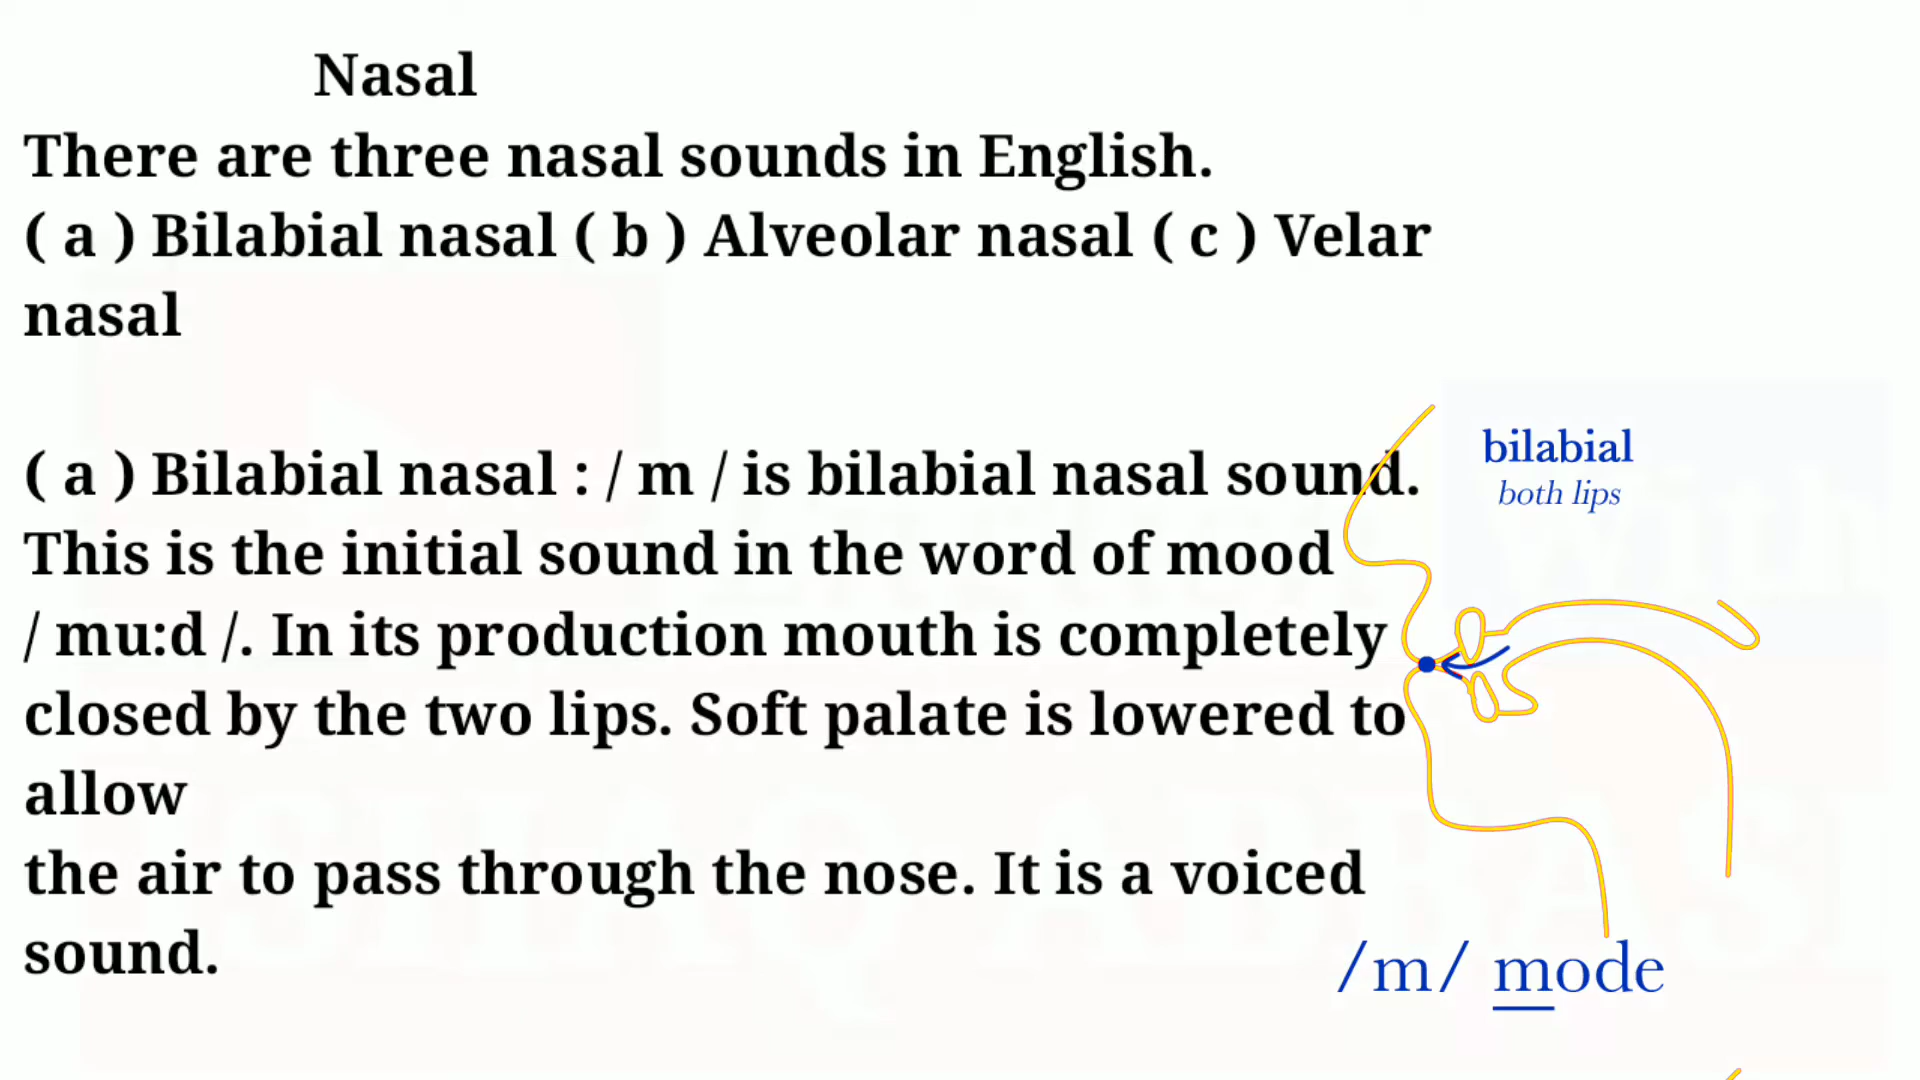 Nasal
There are three nasal sounds in English.
( a ) Bilabial nasal ( b ) Alveolar nasal ( c ) Velar
nasal
( a ) Bilabial nasal : / m / is bilabial nasal sound.
This is the initial sound in the word of mood
/ mu:d /. In its production mouth is completely
closed by the two lips. Soft palate is lowered to
allow
the air to pass through the nose. It is a voiced
sound.
bilabial
both lips
/m/ mode